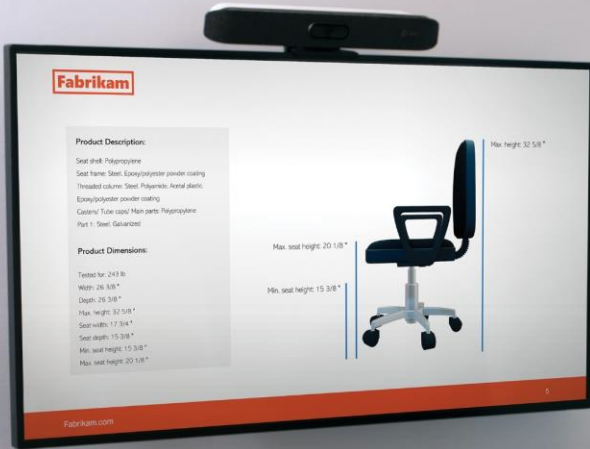 Fabrikam
Product Description:
Seat shell: Polypropylene
Seat frame: Steel, Epoxy/polyester powder coating
Threaded column: Steel, Polyamide, Acetal plastic,
Epoxy/polyester powder coating
Casters/ Tube caps/ Main parts: Polypropylene
Part 1: Steel, Galvanized
Product Dimensions:
Tested for: 243 lb
Width: 26 3/8 "
Depth: 26 3/8 "
Max. height: 32 5/8 "
Seat width: 17 3/4 "
Seat depth: 15 3/8 "
Min. seat height: 15 3/8 "
Max. seat height: 20 1/8 "
Max. height: 32 5/8 "
Max. seat height: 20 1/8 "
Min. seat height: 15 3/8 "
Fabrikam.com
5